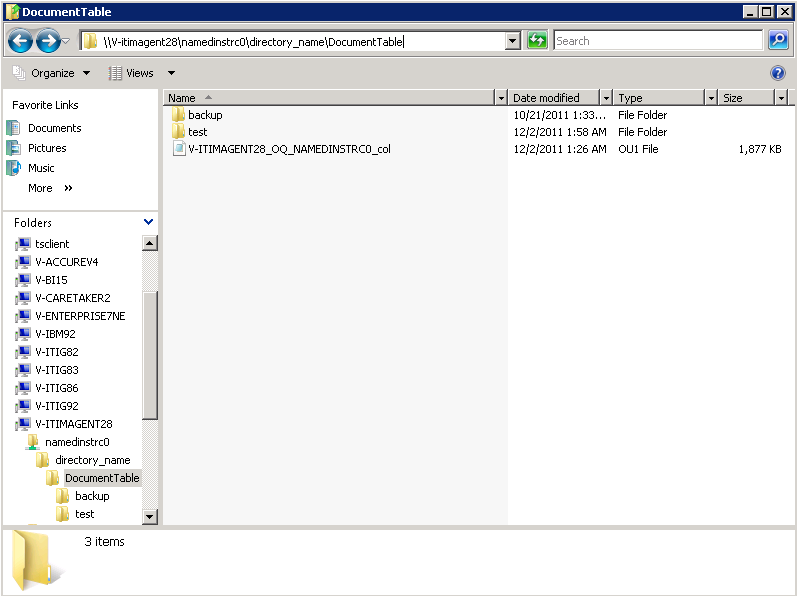 DocumentTable
\\V-itimagent28\namedinstrc0\directory_name\DocumentTable
Search
Organize Views
Favorite Links
Documents
Pictures
Music
More »
Folders
tsclient
V-ACCUREV4
V-BI15
V-CARETAKER2
V-ENTERPRISE7NE
V-IBM92
V-ITIG82
V-ITIG83
V-ITIG86
V-ITIG92
V-ITIMAGENT28
namedinstrc0
directory_name
DocumentTable
backup
test
Name Date modified Type Size
backup 10/21/2011 1:33... File Folder
test 12/2/2011 1:58 AM File Folder
V-ITIMAGENT28_OQ_NAMEDINSTRC0_col 12/2/2011 1:26 AM OU1 File 1,877 KB
3 items